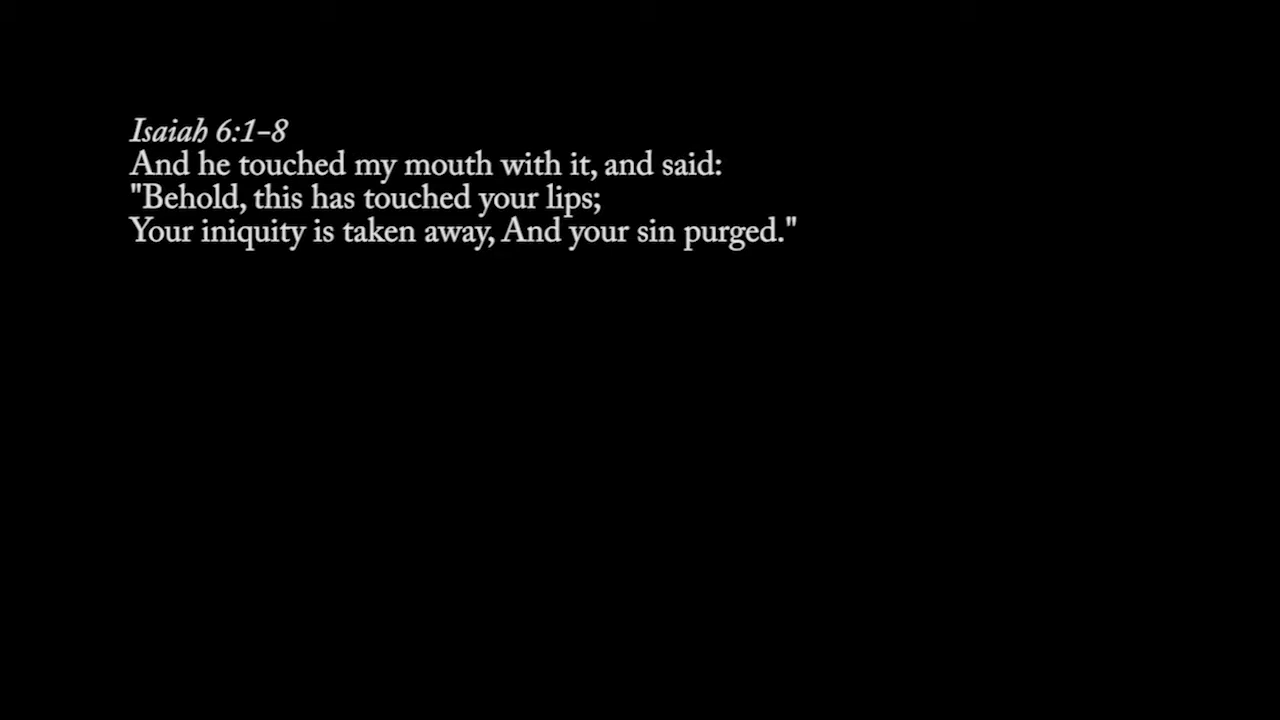 Isaiah 6:1-8
And he touched my mouth with it, and said:
"Behold, this has touched your lips;
Your iniquity is taken away, And your sin purged."